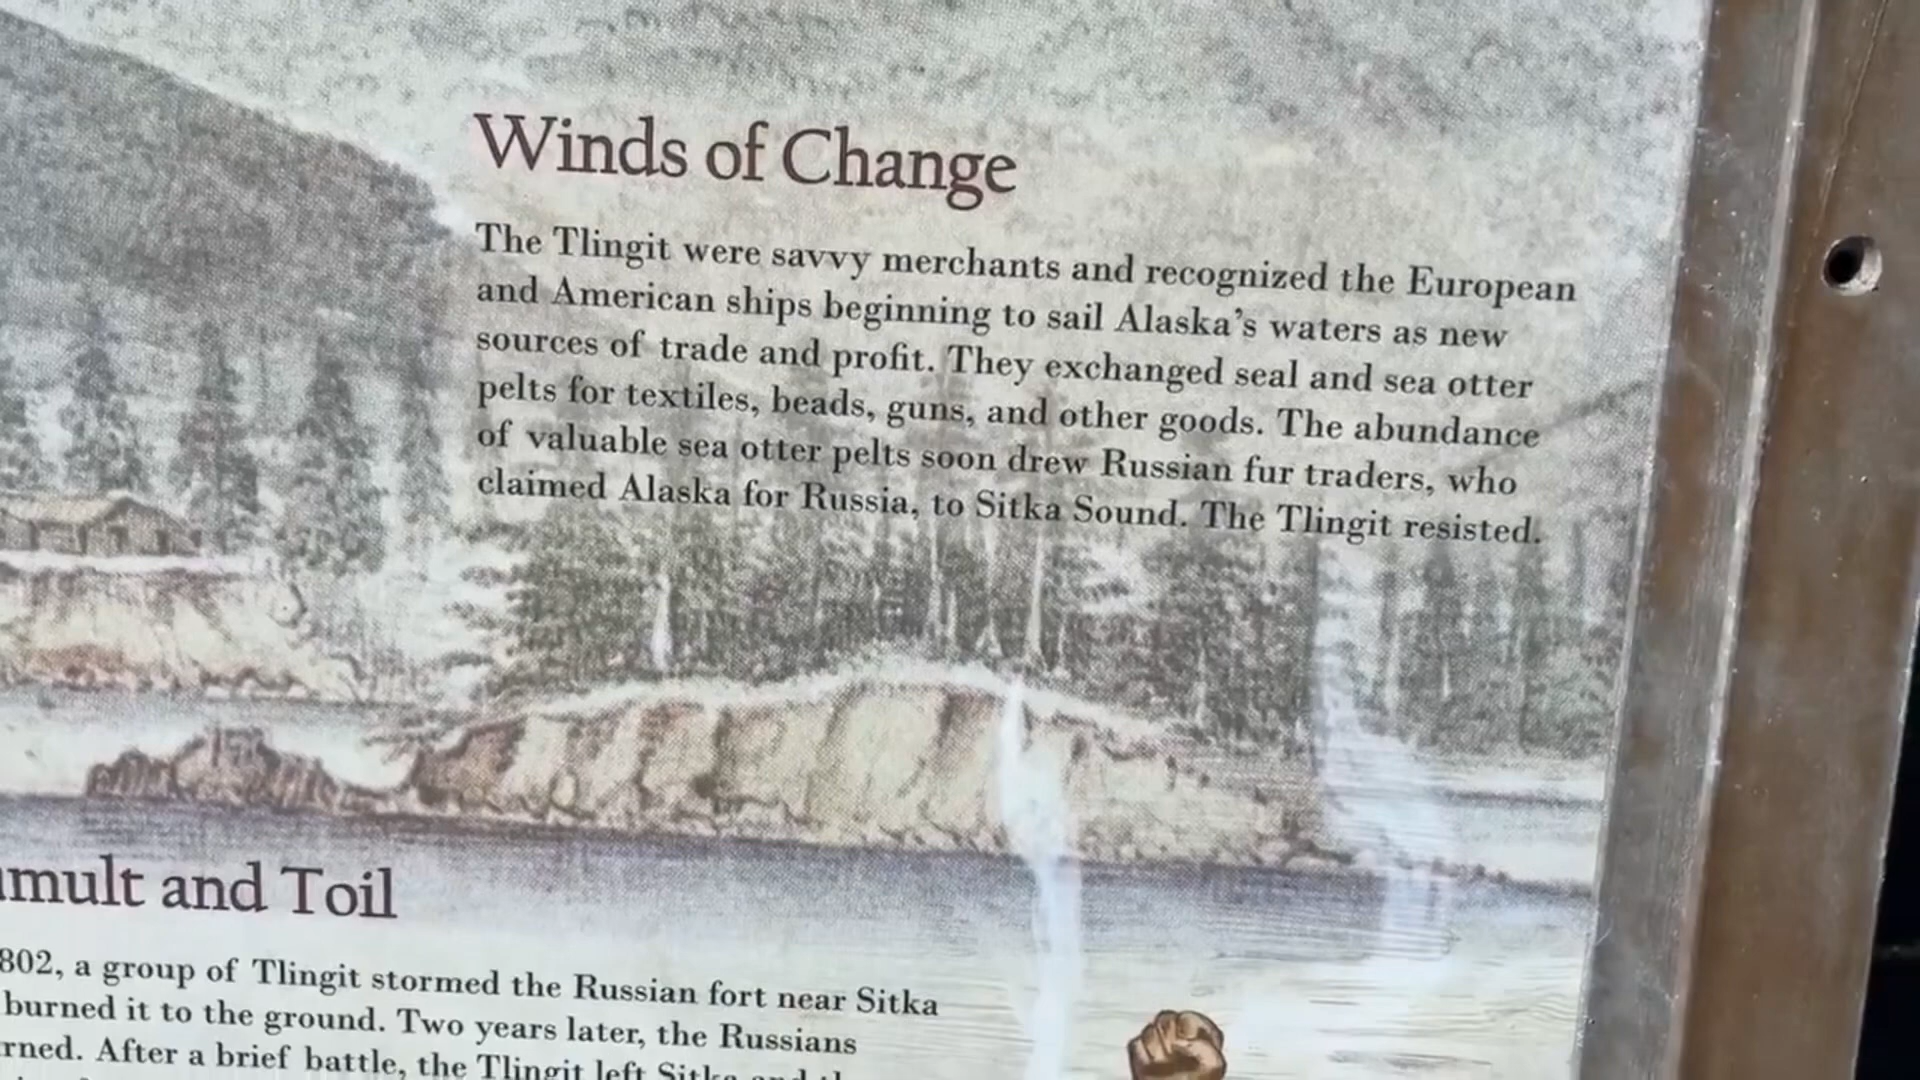 Winds of Change
The Tlingit were savvy merchants and recognized the European
and American ships beginning to sail Alaska's waters as new
sources of trade and profit. They exchanged seal and sea otter
pelts for textiles, beads, guns, and other goods. The abundance
of valuable sea otter pelts soon drew Russian fur traders, who
claimed Alaska for Russia, to Sitka Sound. The Tlingit resisted.
mult and Toil
802, a group of Tlingit stormed the Russian fort near Sitka
burned it to the ground. Two years later, the Russians
rned. After a brief battle, the Tlingit left Sitka and